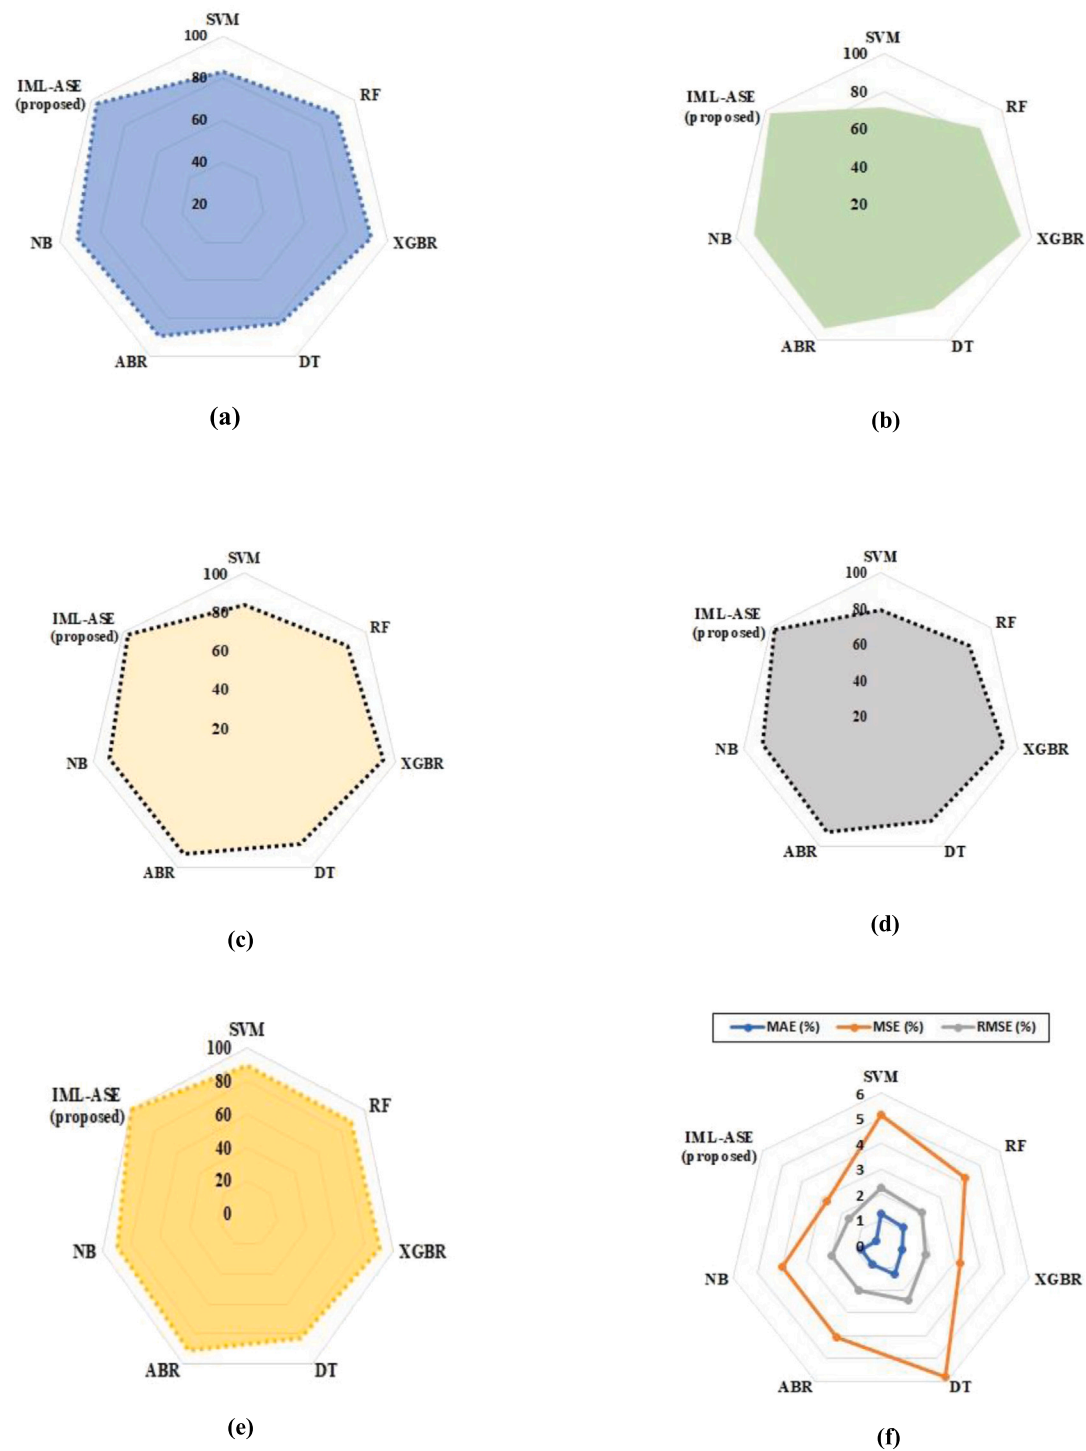 SVM
100
80
60
40
20
RF
XGBR
DT
ABR
NB
IML-ASE
(proposed)
(a)
SVM
100
80
60
40
20
RF
XGBR
DT
ABR
NB
IML-ASE
(proposed)
(b)
SVM
100
80
60
40
20
RF
XGBR
DT
ABR
NB
IML-ASE
(proposed)
(c)
SVM
100
80
60
40
20
RF
XGBR
DT
ABR
NB
IML-ASE
(proposed)
(d)
SVM
100
80
60
40
20
0
RF
XGBR
DT
ABR
NB
IML-ASE
(proposed)
(e)
MAE (%) MSE (%) RMSE (%)
SVM
6
5
4
3
2
1
0
RF
XGBR
DT
ABR
NB
IML-ASE
(proposed)
(f)